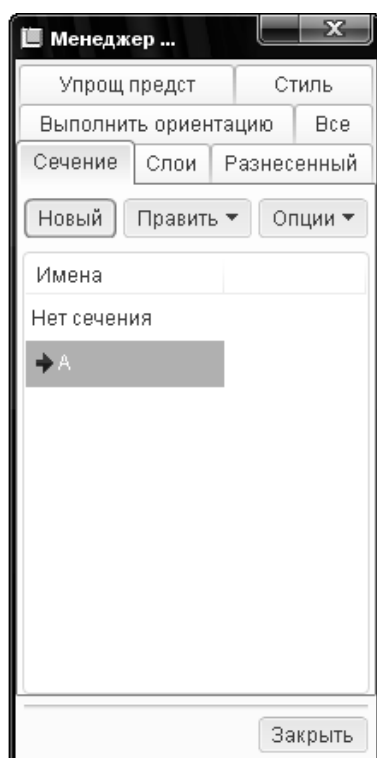 Менеджер ...
Упрощ предст Стиль
Выполнить ориентацию Все
Сечение Слои Разнесенный
Новый Править Опции
Имена
Нет сечения
A
Закрыть